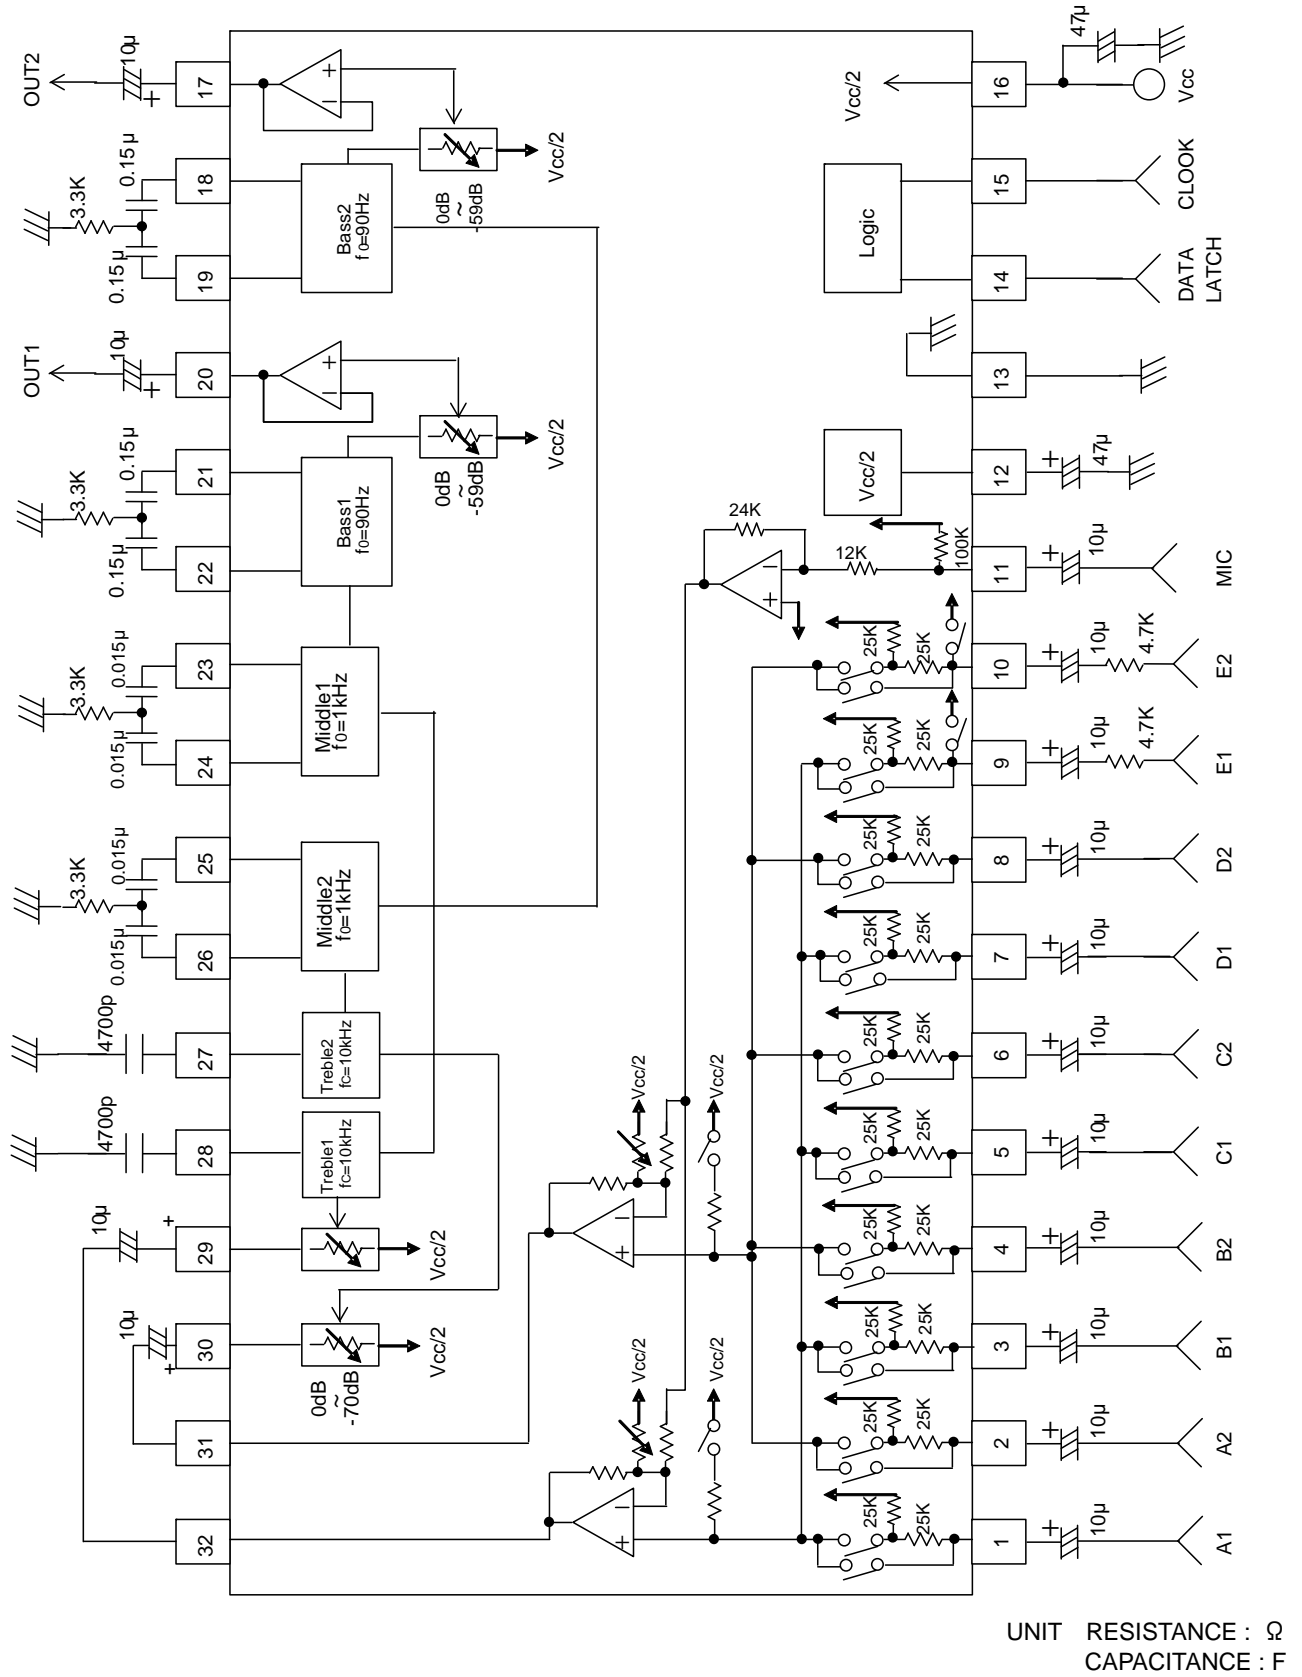 OUT2
10µ
+
17
+
−
Vcc/2
0dB
~
-59dB
3.3K
0.15µ
18
0.15µ
19
Bass2
f0=90Hz
OUT1
10µ
+
20
+
−
Vcc/2
0dB
~
-59dB
3.3K
0.15µ
21
0.15µ
22
Bass1
f0=90Hz
3.3K
0.015µ
23
0.015µ
24
Middle1
f0=1kHz
3.3K
0.015µ
25
0.015µ
26
Middle2
f0=1kHz
4700p
27
Treble2
fc=10kHz
4700p
28
Treble1
fc=10kHz
10µ
+
29
Vcc/2
10µ
+
30
Vcc/2
0dB
~
-70dB
31
32
Vcc/2
Vcc/2
−
+
Vcc/2
Vcc/2
−
+
24K
12K
100K
−
+
Vcc/2
16
47µ
Vcc
Logic
15
CLOOK
14
DATA
LATCH
13
Vcc/2
12
+
47µ
11
+
10µ
MIC
25K
25K
10
+
10µ
4.7K
E2
25K
25K
9
+
10µ
4.7K
E1
25K
25K
8
+
10µ
D2
25K
25K
7
+
10µ
D1
25K
25K
6
+
10µ
C2
25K
25K
5
+
10µ
C1
25K
25K
4
+
10µ
B2
25K
25K
3
+
10µ
B1
25K
25K
2
+
10µ
A2
25K
25K
1
+
10µ
A1
UNIT RESISTANCE : Ω
CAPACITANCE : F